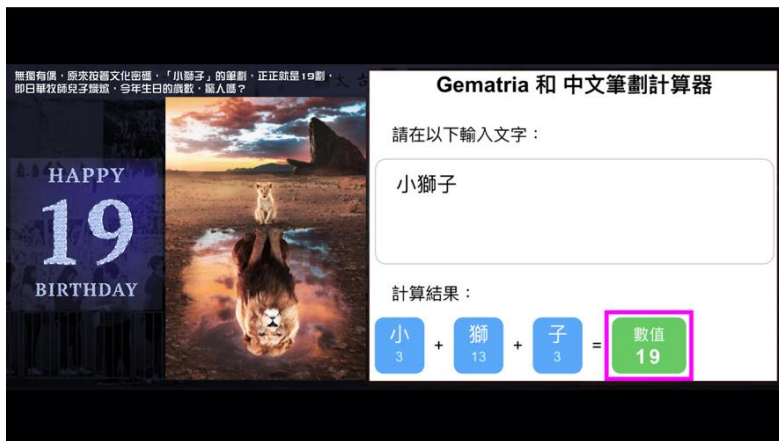 無獨有偶，原來按著文化密碼，「小獅子」的筆劃，正正就是19劃，
即日華牧師兒子爀嫙，今年生日的歲數，驚人嗎？
HAPPY
19
BIRTHDAY
Gematria 和 中文筆劃計算器
請在以下輸入文字：
小獅子
計算結果：
小 + 獅 + 子 = 數值
3 13 3 19